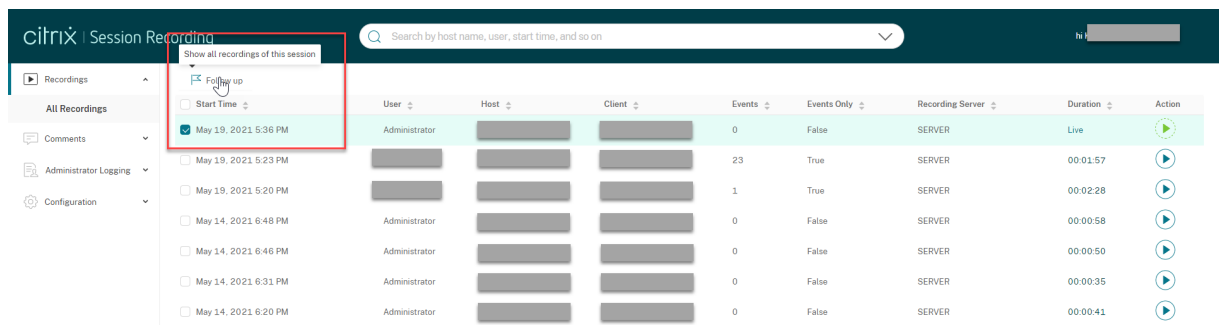 citrix | Session Recording
Search by host name, user, start time, and so on
hi
Show all recordings of this session
Follow up
Recordings
All Recordings
Comments
Administrator Logging
Configuration
Start Time User Host Client Events Events Only Recording Server Duration Action
May 19, 2021 5:36 PM Administrator 0 False SERVER Live
May 19, 2021 5:23 PM 23 True SERVER 00:01:57
May 19, 2021 5:20 PM 1 True SERVER 00:02:28
May 14, 2021 6:48 PM Administrator 0 False SERVER 00:00:58
May 14, 2021 6:46 PM Administrator 0 False SERVER 00:00:50
May 14, 2021 6:31 PM Administrator 0 False SERVER 00:00:35
May 14, 2021 6:20 PM Administrator 0 False SERVER 00:00:41